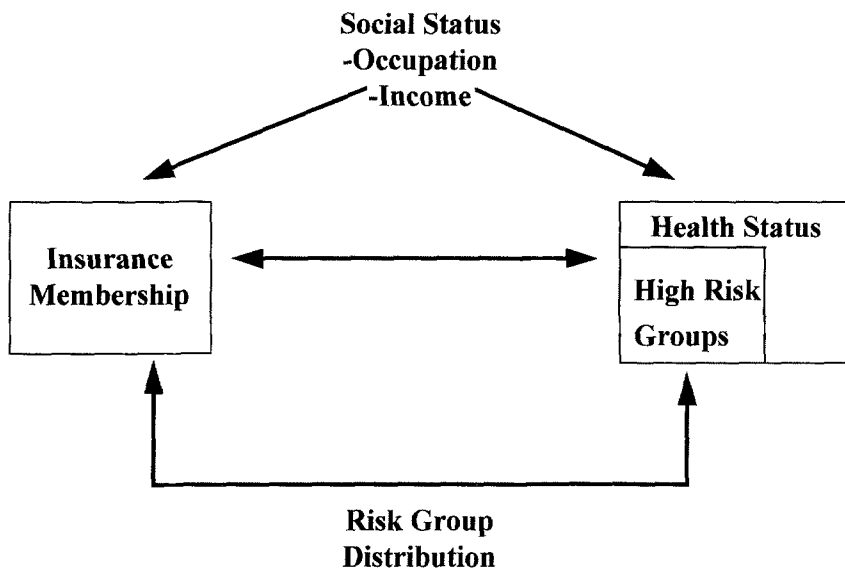 Social Status
-Occupation
-Income
Insurance
Membership
Health Status
High Risk
Groups
Risk Group
Distribution